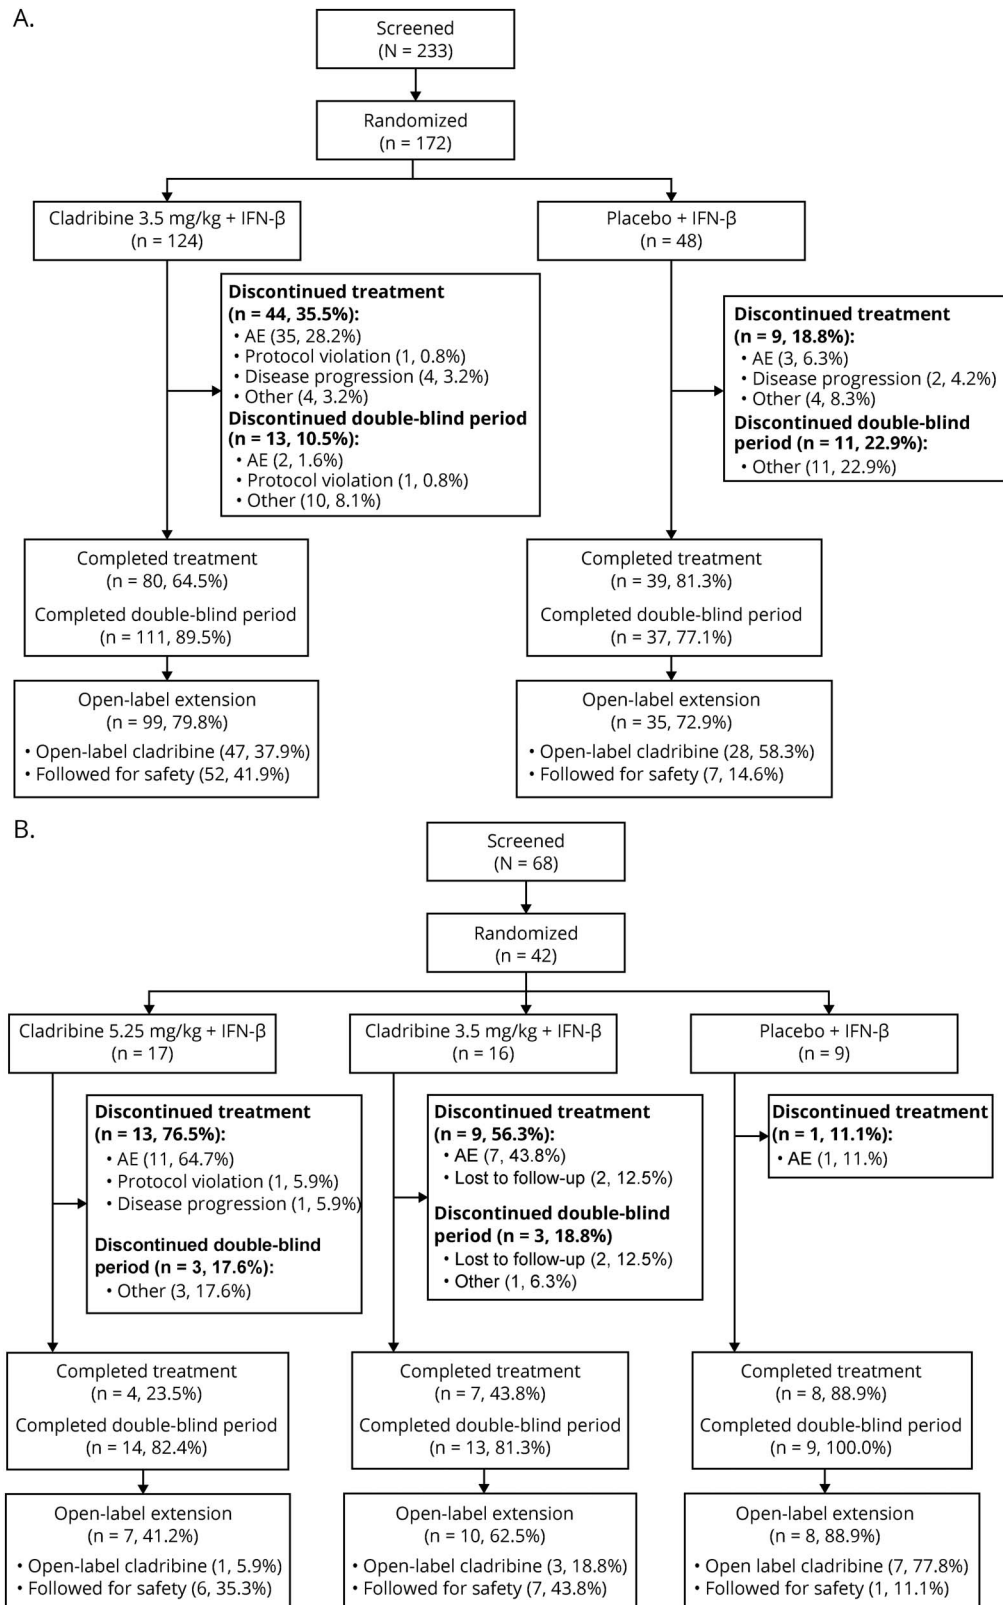 A.
Screened
(N = 233)
Randomized
(n = 172)
Cladribine 3.5 mg/kg + IFN-β
(n = 124)
Placebo + IFN-β
(n = 48)
Discontinued treatment
(n = 44, 35.5%):
• AE (35, 28.2%)
• Protocol violation (1, 0.8%)
• Disease progression (4, 3.2%)
• Other (4, 3.2%)
Discontinued double-blind period
(n = 13, 10.5%):
• AE (2, 1.6%)
• Protocol violation (1, 0.8%)
• Other (10, 8.1%)
Discontinued treatment
(n = 9, 18.8%):
• AE (3, 6.3%)
• Disease progression (2, 4.2%)
• Other (4, 8.3%)
Discontinued double-blind
period (n = 11, 22.9%):
• Other (11, 22.9%)
Completed treatment
(n = 80, 64.5%)
Completed double-blind period
(n = 111, 89.5%)
Completed treatment
(n = 39, 81.3%)
Completed double-blind period
(n = 37, 77.1%)
Open-label extension
(n = 99, 79.8%)
• Open-label cladribine (47, 37.9%)
• Followed for safety (52, 41.9%)
Open-label extension
(n = 35, 72.9%)
• Open-label cladribine (28, 58.3%)
• Followed for safety (7, 14.6%)
B.
Screened
(N = 68)
Randomized
(n = 42)
Cladribine 5.25 mg/kg + IFN-β
(n = 17)
Cladribine 3.5 mg/kg + IFN-β
(n = 16)
Placebo + IFN-β
(n = 9)
Discontinued treatment
(n = 13, 76.5%):
• AE (11, 64.7%)
• Protocol violation (1, 5.9%)
• Disease progression (1, 5.9%)
Discontinued double-blind
period (n = 3, 17.6%):
• Other (3, 17.6%)
Discontinued treatment
(n = 9, 56.3%):
• AE (7, 43.8%)
• Lost to follow-up (2, 12.5%)
Discontinued double-blind
period (n = 3, 18.8%)
• Lost to follow-up (2, 12.5%)
• Other (1, 6.3%)
Discontinued treatment
(n = 1, 11.1%):
• AE (1, 11.%)
Completed treatment
(n = 4, 23.5%)
Completed double-blind period
(n = 14, 82.4%)
Completed treatment
(n = 7, 43.8%)
Completed double-blind period
(n = 13, 81.3%)
Completed treatment
(n = 8, 88.9%)
Completed double-blind period
(n = 9, 100.0%)
Open-label extension
(n = 7, 41.2%)
• Open-label cladribine (1, 5.9%)
• Followed for safety (6, 35.3%)
Open-label extension
(n = 10, 62.5%)
• Open-label cladribine (3, 18.8%)
• Followed for safety (7, 43.8%)
Open-label extension
(n = 8, 88.9%)
• Open label cladribine (7, 77.8%)
• Followed for safety (1, 11.1%)